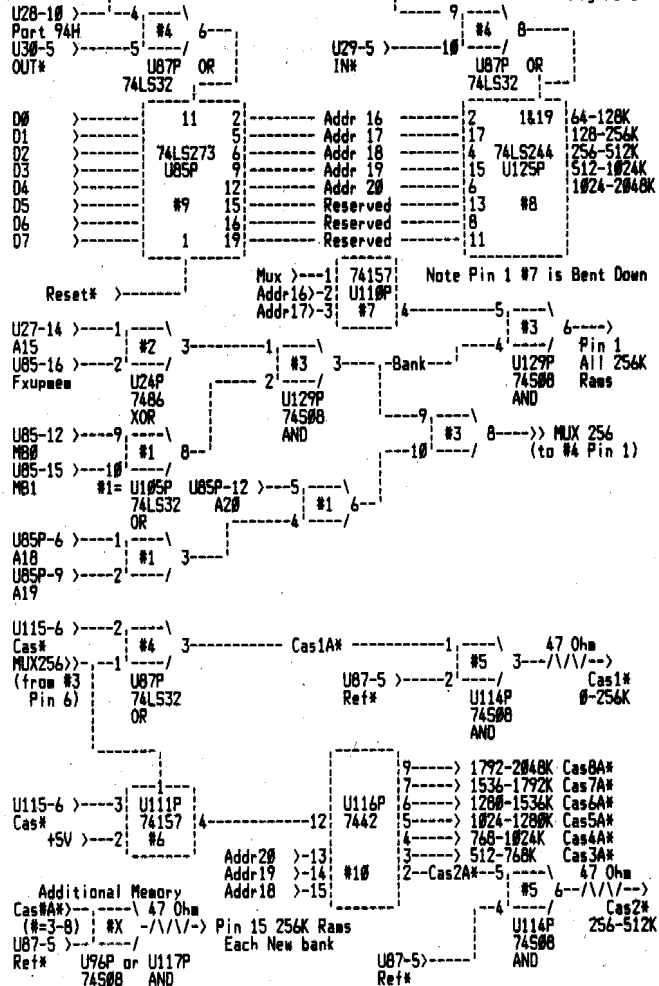 U28-10 >----4 #4 6---
9 #4 8----
Port 94H
U30-5 >----5
U29-5 >------10
OUT* U87P OR
IN* U87P OR
74LS32
74LS32
D0 >------ 11 2 ------- Addr 16 ------ 2 1&19 64-128K
D1 >------ 5 ------- Addr 17 ------ 17 128-256K
D2 >------ 74LS273 6 ------- Addr 18 ------ 4 74LS244 256-512K
D3 >------ U85P 9 ------- Addr 19 ------ 15 U125P 512-1024K
D4 >------ 12 ------- Addr 20 ------ 6 1024-2048K
D5 >------ #9 15 ------- Reserved ------ 13 #8
D6 >------ 16 ------- Reserved ------ 8
D7 >------ 1 19 ------- Reserved ------ 11
Mux >---1 74157 Note Pin 1 #7 is Bent Down
Reset* >-------
Addr16>-2 U110P
Addr17>-3 #7 4-----------5
U27-14 >----1 #3 6---->
A15 #2 3---------1 4 Pin 1
U85-16 >----2 #3 3----Bank---- U129P All 256K
Fxupmem U24P 2 74S08 Rams
7486 U129P AND
XOR 74S08
AND
U85-12 >----9 9
MB0 #1 8--- #3 8---->> MUX 256
U85-15 >---10 10 (to #4 Pin 1)
MB1 #1= U105P U85P-12 >---5
74LS32 A20 #1 6--
OR 4
U85P-6 >----1
A18 #1 3-----
U85P-9 >----2
A19
U115-6 >----2
Cas* #4 3------------ Cas1A* -------------1 47 Ohm
MUX256>>----1 #5 3---/\/\/-->
(from #3 U87P U87-5 >------2 Cas1*
Pin 6) 74LS32 Ref* U114P 0-256K
OR 74S08
AND
1
9-----> 1792-2048K Cas8A*
7-----> 1536-1792K Cas7A*
U115-6 >----3 U111P U116P 6-----> 1280-1536K Cas6A*
Cas* 74157 4-------------12 7442 5-----> 1024-1280K Cas5A*
+5V >---2 #6 4-----> 768-1024K Cas4A*
Addr20 >-13 3-----> 512-768K Cas3A*
Addr19 >-14 #10 2--Cas2A*--5 47 Ohm
Addr18 >-15 #5 6--/\/\/-->
Additional Memory 4 Cas2*
Cas#A*>-- 47 Ohm U114P 256-512K
(#=3-8) #X -/\/\/-> Pin 15 256K Rams 74S08
U87-5 >-- Each New bank AND
Ref* U96P or U117P U87-5>------
74S08 AND Ref*